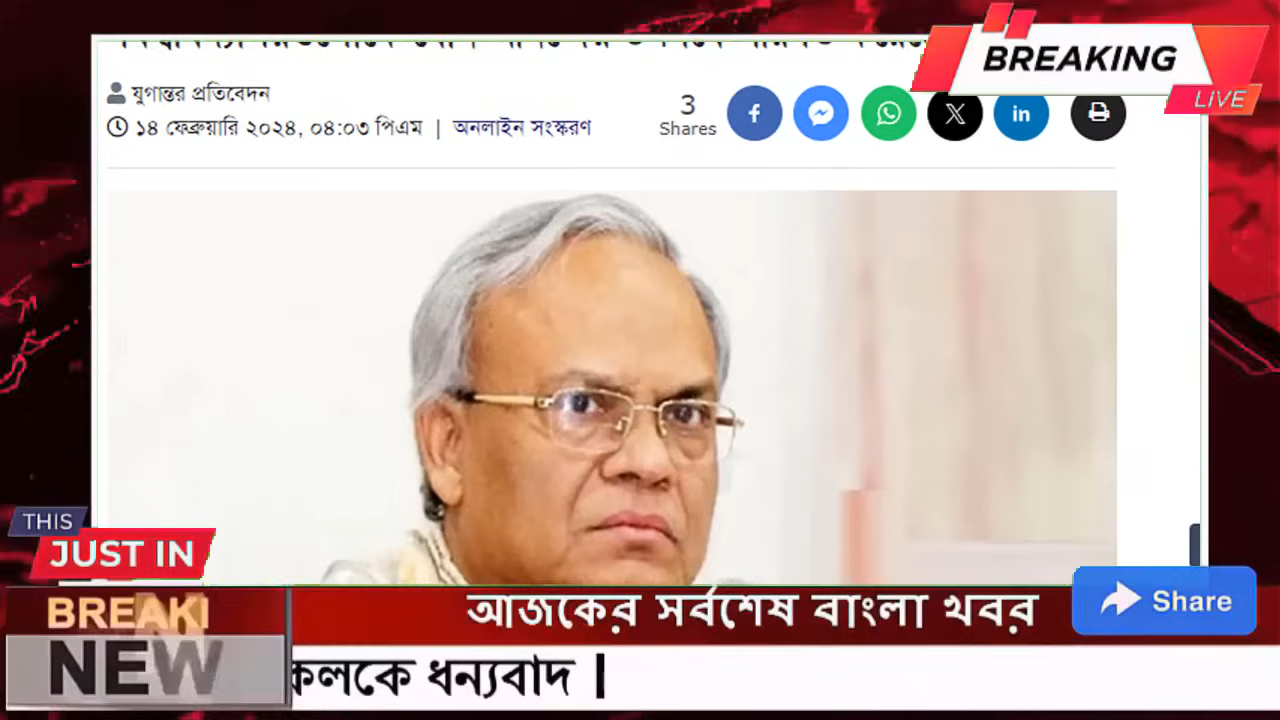 BREAKING
LIVE
যুগান্তর প্রতিবেদন
১৪ ফেব্রুয়ারি ২০২৪, ০৪:০৩ পিএম | অনলাইন সংস্করণ
3
Shares
THIS
JUST IN
BREAKI
NEW
আজকের সর্বশেষ বাংলা খবর
Share
কলকে ধন্যবাদ |